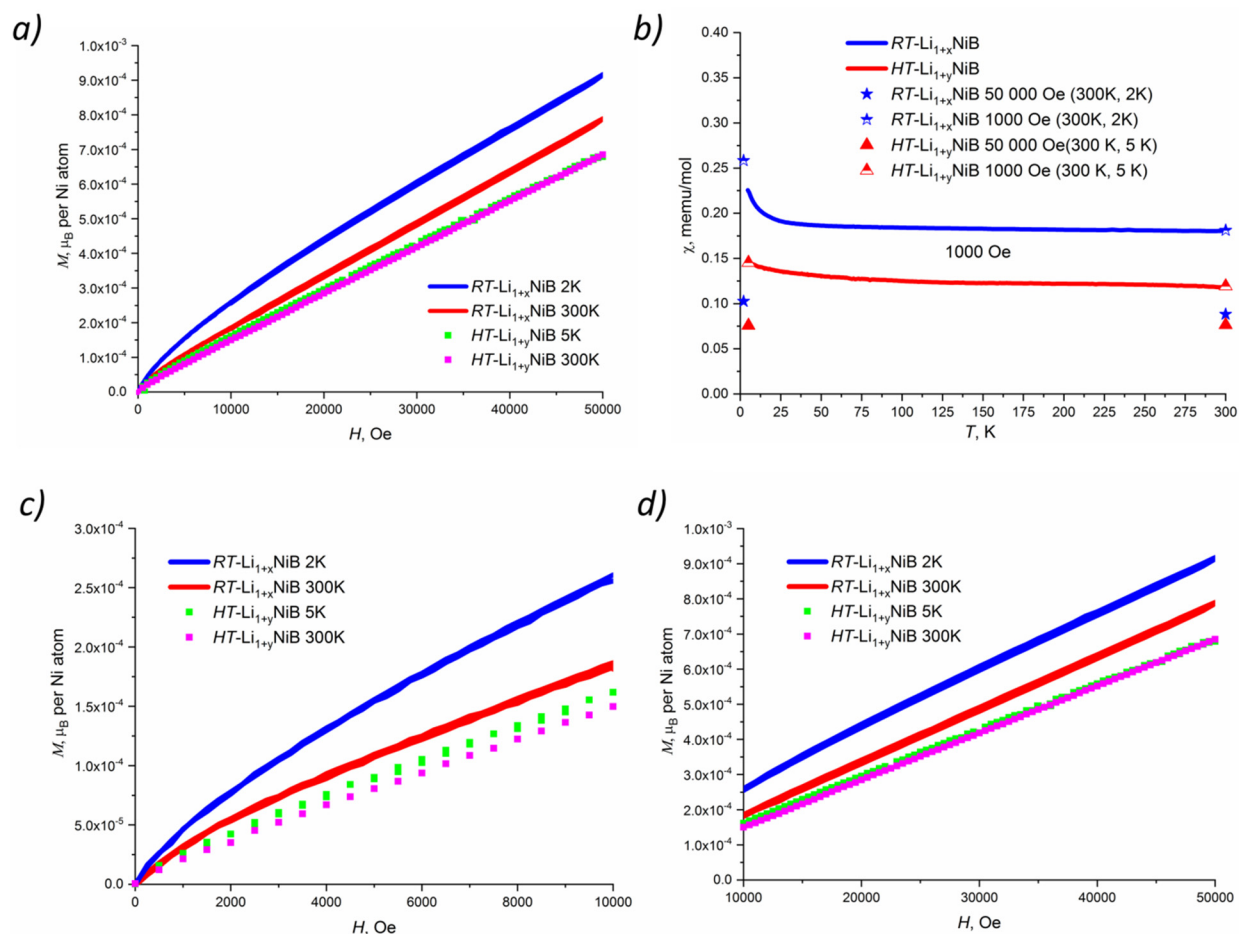 a)
1.0x10⁻³
9.0x10⁻⁴
8.0x10⁻⁴
7.0x10⁻⁴
6.0x10⁻⁴
5.0x10⁻⁴
4.0x10⁻⁴
3.0x10⁻⁴
2.0x10⁻⁴
1.0x10⁻⁴
0.0
M, μB per Ni atom
RT-Li₁₊ₓNiB 2K
RT-Li₁₊ₓNiB 300K
HT-Li₁₊yNiB 5K
HT-Li₁₊yNiB 300K
0 10000 20000 30000 40000 50000
H, Oe
b)
0.40
0.35
0.30
0.25
0.20
0.15
0.10
0.05
0.00
χ, memu/mol
RT-Li₁₊ₓNiB
HT-Li₁₊yNiB
RT-Li₁₊ₓNiB 50 000 Oe (300K, 2K)
RT-Li₁₊ₓNiB 1000 Oe (300K, 2K)
HT-Li₁₊yNiB 50 000 Oe(300 K, 5 K)
HT-Li₁₊yNiB 1000 Oe (300 K, 5 K)
1000 Oe
0 25 50 75 100 125 150 175 200 225 250 275 300
T, K
c)
3.0x10⁻⁴
2.5x10⁻⁴
2.0x10⁻⁴
1.5x10⁻⁴
1.0x10⁻⁴
5.0x10⁻⁵
0.0
M, μB per Ni atom
RT-Li₁₊ₓNiB 2K
RT-Li₁₊ₓNiB 300K
HT-Li₁₊yNiB 5K
HT-Li₁₊yNiB 300K
0 2000 4000 6000 8000 10000
H, Oe
d)
1.0x10⁻³
9.0x10⁻⁴
8.0x10⁻⁴
7.0x10⁻⁴
6.0x10⁻⁴
5.0x10⁻⁴
4.0x10⁻⁴
3.0x10⁻⁴
2.0x10⁻⁴
1.0x10⁻⁴
0.0
M, μB per Ni atom
RT-Li₁₊ₓNiB 2K
RT-Li₁₊ₓNiB 300K
HT-Li₁₊yNiB 5K
HT-Li₁₊yNiB 300K
10000 20000 30000 40000 50000
H, Oe